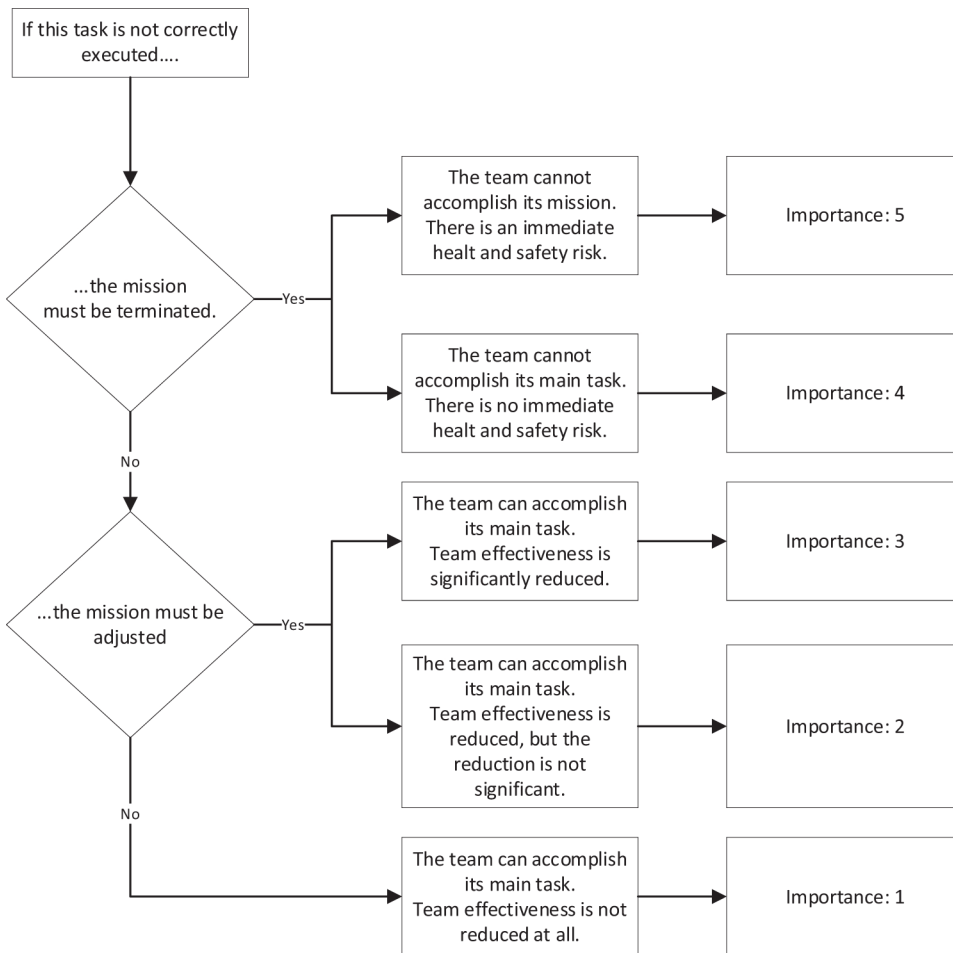 If this task is not correctly
executed....
...the mission
must be terminated.
Yes
The team cannot
accomplish its mission.
There is an immediate
healt and safety risk.
Importance: 5
The team cannot
accomplish its main task.
There is no immediate
healt and safety risk.
Importance: 4
No
...the mission must be
adjusted
Yes
The team can accomplish
its main task.
Team effectiveness is
significantly reduced.
Importance: 3
The team can accomplish
its main task.
Team effectiveness is
reduced, but the
reduction is not
significant.
Importance: 2
No
The team can accomplish
its main task.
Team effectiveness is not
reduced at all.
Importance: 1